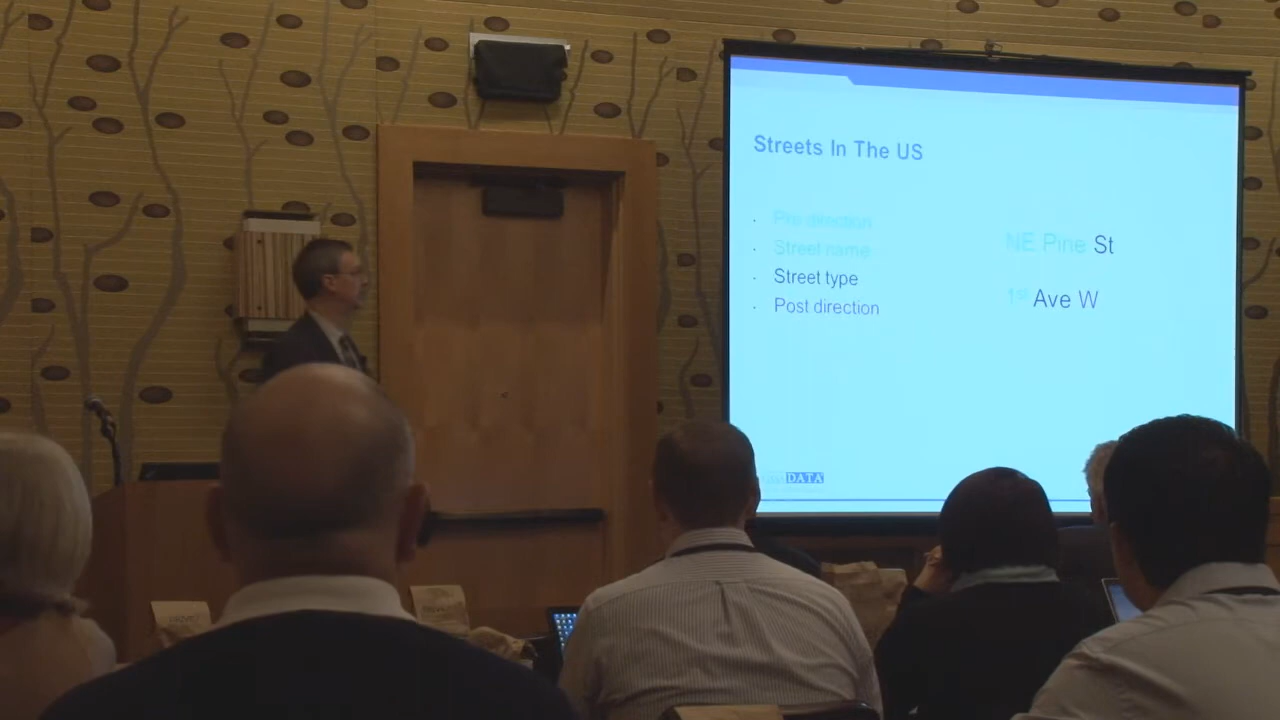 Streets In The US
Pre direction
Street name
Street type
Post direction
NE Pine St
1st Ave W
DATA